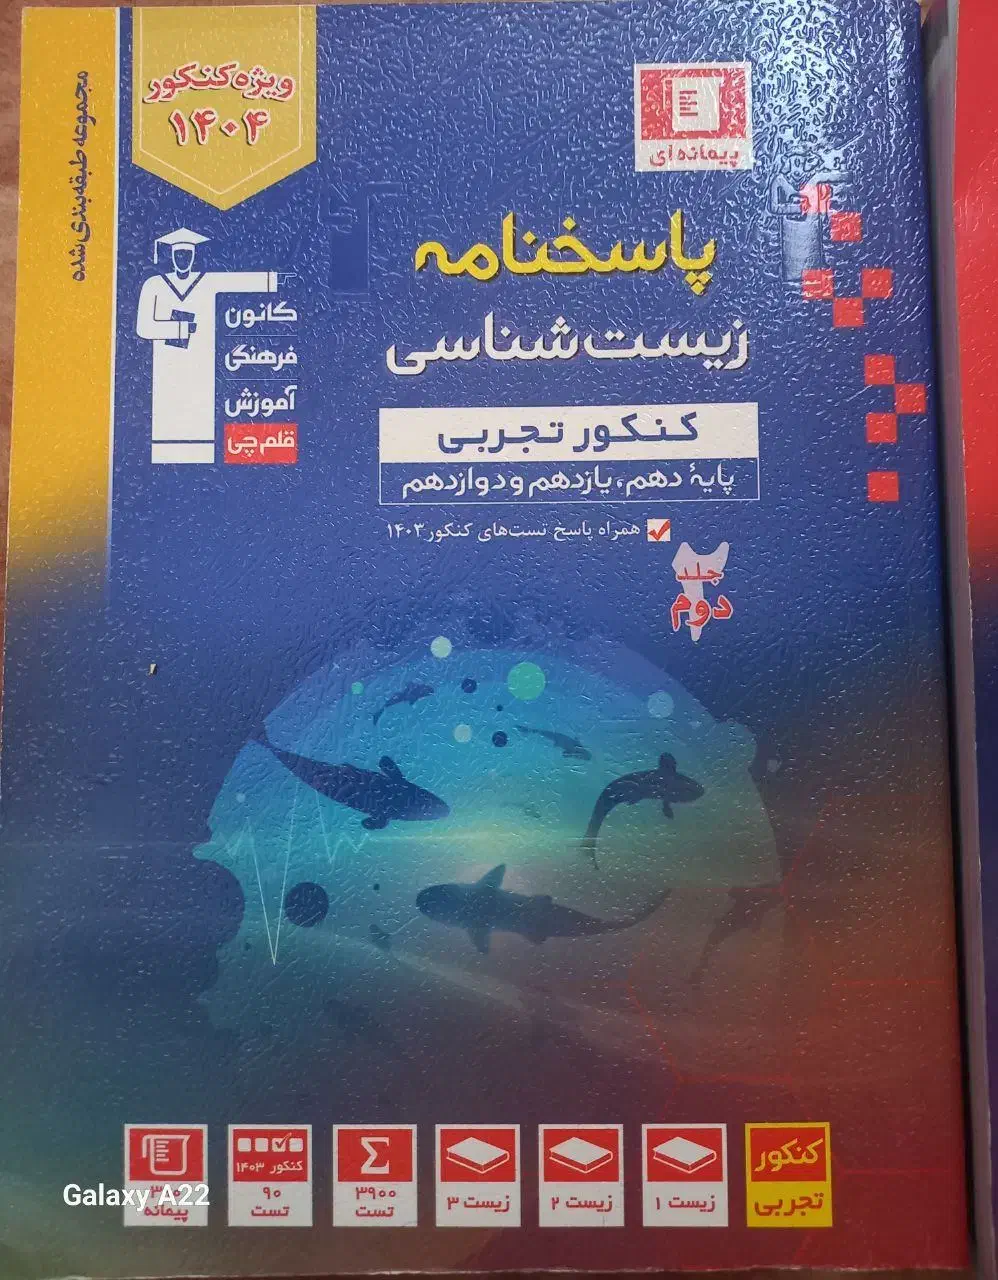 مجموعه طبقه‌بندی شده
ویژه کنکور
۱۴۰۴
پیمانه‌ای
پاسخنامه
زیست‌شناسی
کانون
فرهنگی
آموزش
قلم‌چی
کنکور تجربی
پایهٔ دهم، یازدهم و دوازدهم
همراه پاسخ تست‌های کنکور ۱۴۰۳
جلد
دوم
کنکور
تجربی
زیست ۱
زیست ۲
زیست ۳
۳۹۰۰
تست
کنکور ۱۴۰۳
۹۰
تست
پیمانه
Galaxy A22